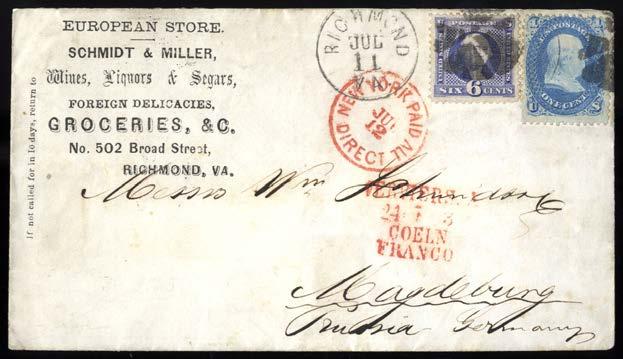 EUROPEAN STORE.
SCHMIDT & MILLER,
Wines, Liquors & Segars,
FOREIGN DELICACIES,
GROCERIES, &C.
No. 502 Broad Street,
RICHMOND, VA.
If not called for in 10 days, return to
RICHMOND
JUL
11
VA.
NEW YORK PAID ALL DIRECT
JUL
12
UNITED STATES
POSTAGE
SIX 6 CENTS
U.S. POSTAGE
ONE CENT
COELN
FRANCO
Messrs Wm
Magdeburg
Prussia Germany